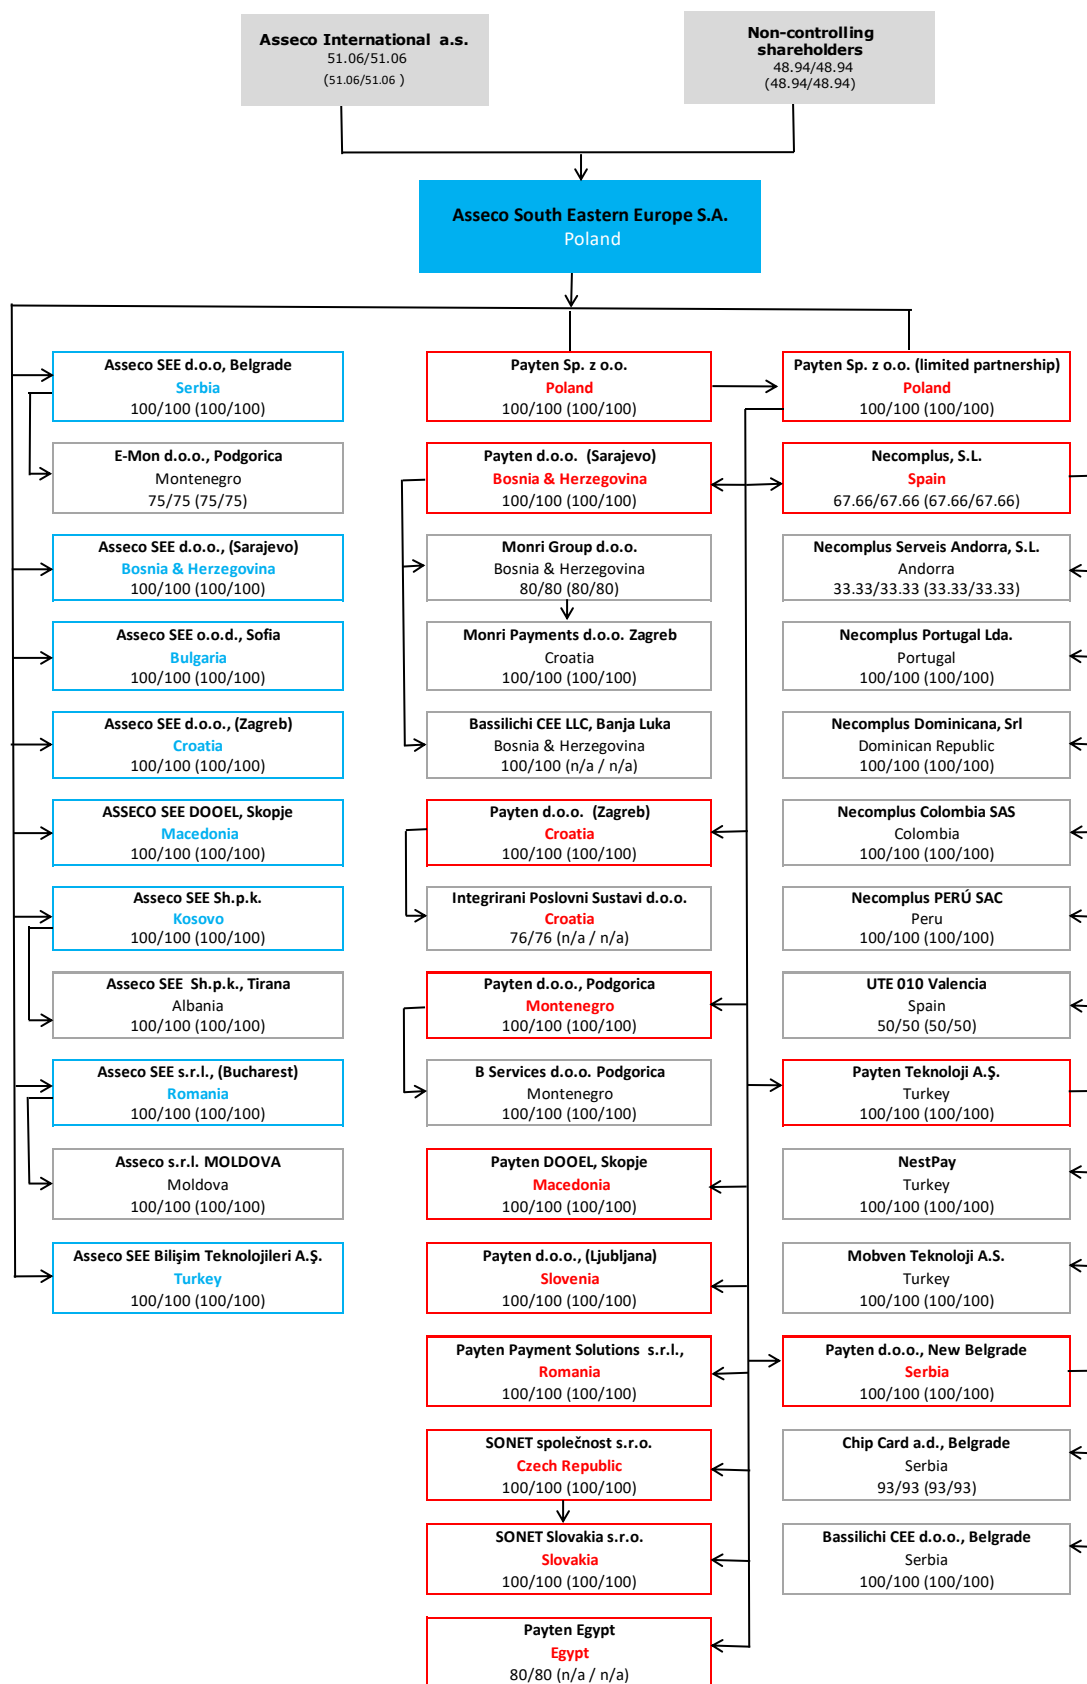 Asseco International a.s.
51.06/51.06
(51.06/51.06 )
Non-controlling
shareholders
48.94/48.94
(48.94/48.94)
Asseco South Eastern Europe S.A.
Poland
Asseco SEE d.o.o, Belgrade
Serbia
100/100 (100/100)
E-Mon d.o.o., Podgorica
Montenegro
75/75 (75/75)
Asseco SEE d.o.o., (Sarajevo)
Bosnia & Herzegovina
100/100 (100/100)
Asseco SEE o.o.d., Sofia
Bulgaria
100/100 (100/100)
Asseco SEE d.o.o., (Zagreb)
Croatia
100/100 (100/100)
ASSECO SEE DOOEL, Skopje
Macedonia
100/100 (100/100)
Asseco SEE Sh.p.k.
Kosovo
100/100 (100/100)
Asseco SEE Sh.p.k., Tirana
Albania
100/100 (100/100)
Asseco SEE s.r.l., (Bucharest)
Romania
100/100 (100/100)
Asseco s.r.l. MOLDOVA
Moldova
100/100 (100/100)
Asseco SEE Bilişim Teknolojileri A.Ş.
Turkey
100/100 (100/100)
Payten Sp. z o.o.
Poland
100/100 (100/100)
Payten d.o.o. (Sarajevo)
Bosnia & Herzegovina
100/100 (100/100)
Monri Group d.o.o.
Bosnia & Herzegovina
80/80 (80/80)
Monri Payments d.o.o. Zagreb
Croatia
100/100 (100/100)
Bassilichi CEE LLC, Banja Luka
Bosnia & Herzegovina
100/100 (n/a / n/a)
Payten d.o.o. (Zagreb)
Croatia
100/100 (100/100)
Integrirani Poslovni Sustavi d.o.o.
Croatia
76/76 (n/a / n/a)
Payten d.o.o., Podgorica
Montenegro
100/100 (100/100)
B Services d.o.o. Podgorica
Montenegro
100/100 (100/100)
Payten DOOEL, Skopje
Macedonia
100/100 (100/100)
Payten d.o.o., (Ljubljana)
Slovenia
100/100 (100/100)
Payten Payment Solutions s.r.l.,
Romania
100/100 (100/100)
SONET společnost s.r.o.
Czech Republic
100/100 (100/100)
SONET Slovakia s.r.o.
Slovakia
100/100 (100/100)
Payten Egypt
Egypt
80/80 (n/a / n/a)
Payten Sp. z o.o. (limited partnership)
Poland
100/100 (100/100)
Necomplus, S.L.
Spain
67.66/67.66 (67.66/67.66)
Necomplus Serveis Andorra, S.L.
Andorra
33.33/33.33 (33.33/33.33)
Necomplus Portugal Lda.
Portugal
100/100 (100/100)
Necomplus Dominicana, Srl
Dominican Republic
100/100 (100/100)
Necomplus Colombia SAS
Colombia
100/100 (100/100)
Necomplus PERÚ SAC
Peru
100/100 (100/100)
UTE 010 Valencia
Spain
50/50 (50/50)
Payten Teknoloji A.Ş.
Turkey
100/100 (100/100)
NestPay
Turkey
100/100 (100/100)
Mobven Teknoloji A.S.
Turkey
100/100 (100/100)
Payten d.o.o., New Belgrade
Serbia
100/100 (100/100)
Chip Card a.d., Belgrade
Serbia
93/93 (93/93)
Bassilichi CEE d.o.o., Belgrade
Serbia
100/100 (100/100)